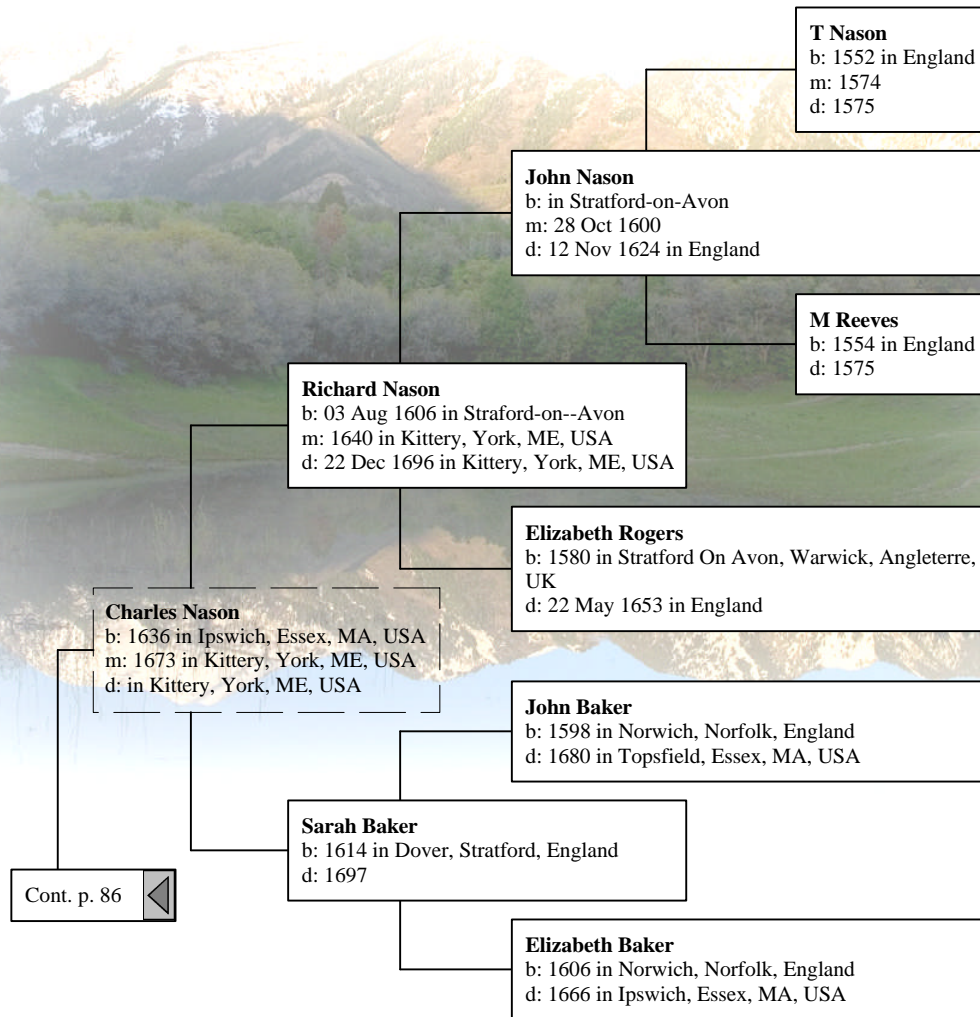 T Nason
b: 1552 in England
m: 1574
d: 1575
John Nason
b: in Stratford-on-Avon
m: 28 Oct 1600
d: 12 Nov 1624 in England
M Reeves
b: 1554 in England
d: 1575
Richard Nason
b: 03 Aug 1606 in Straford-on--Avon
m: 1640 in Kittery, York, ME, USA
d: 22 Dec 1696 in Kittery, York, ME, USA
Elizabeth Rogers
b: 1580 in Stratford On Avon, Warwick, Angleterre,
UK
d: 22 May 1653 in England
Charles Nason
b: 1636 in Ipswich, Essex, MA, USA
m: 1673 in Kittery, York, ME, USA
d: in Kittery, York, ME, USA
John Baker
b: 1598 in Norwich, Norfolk, England
d: 1680 in Topsfield, Essex, MA, USA
Sarah Baker
b: 1614 in Dover, Stratford, England
d: 1697
Cont. p. 86
Elizabeth Baker
b: 1606 in Norwich, Norfolk, England
d: 1666 in Ipswich, Essex, MA, USA